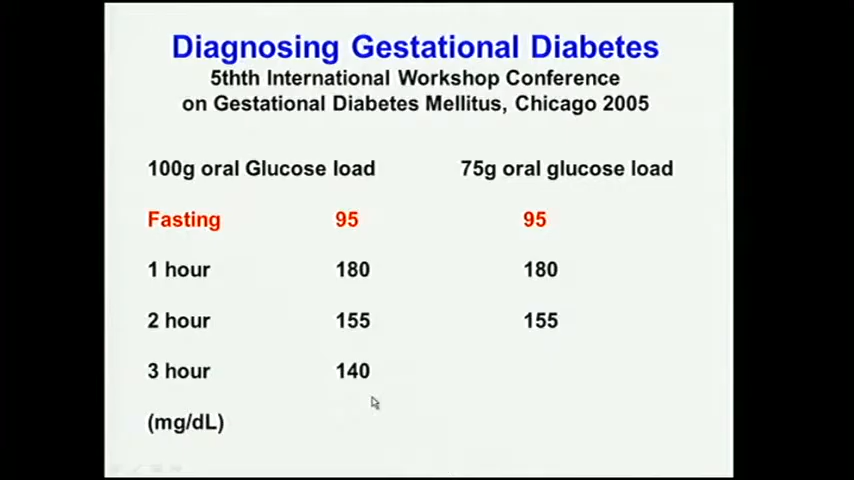 Diagnosing Gestational Diabetes
5thth International Workshop Conference
on Gestational Diabetes Mellitus, Chicago 2005
100g oral Glucose load 75g oral glucose load
Fasting 95 95
1 hour 180 180
2 hour 155 155
3 hour 140
(mg/dL)